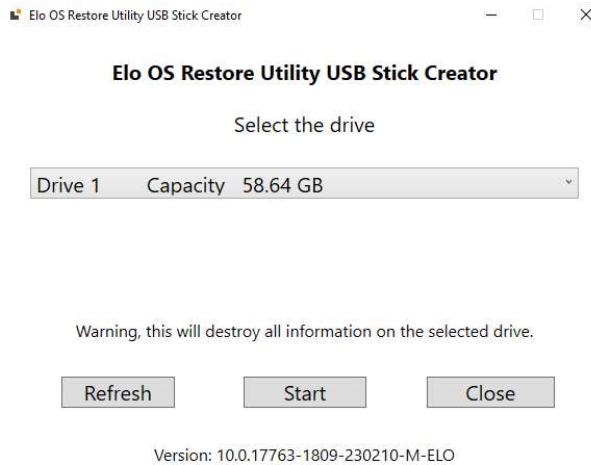 Elo OS Restore Utility USB Stick Creator
Elo OS Restore Utility USB Stick Creator
Select the drive
Drive 1 Capacity 58.64 GB
Warning, this will destroy all information on the selected drive.
Refresh Start Close
Version: 10.0.17763-1809-230210-M-ELO